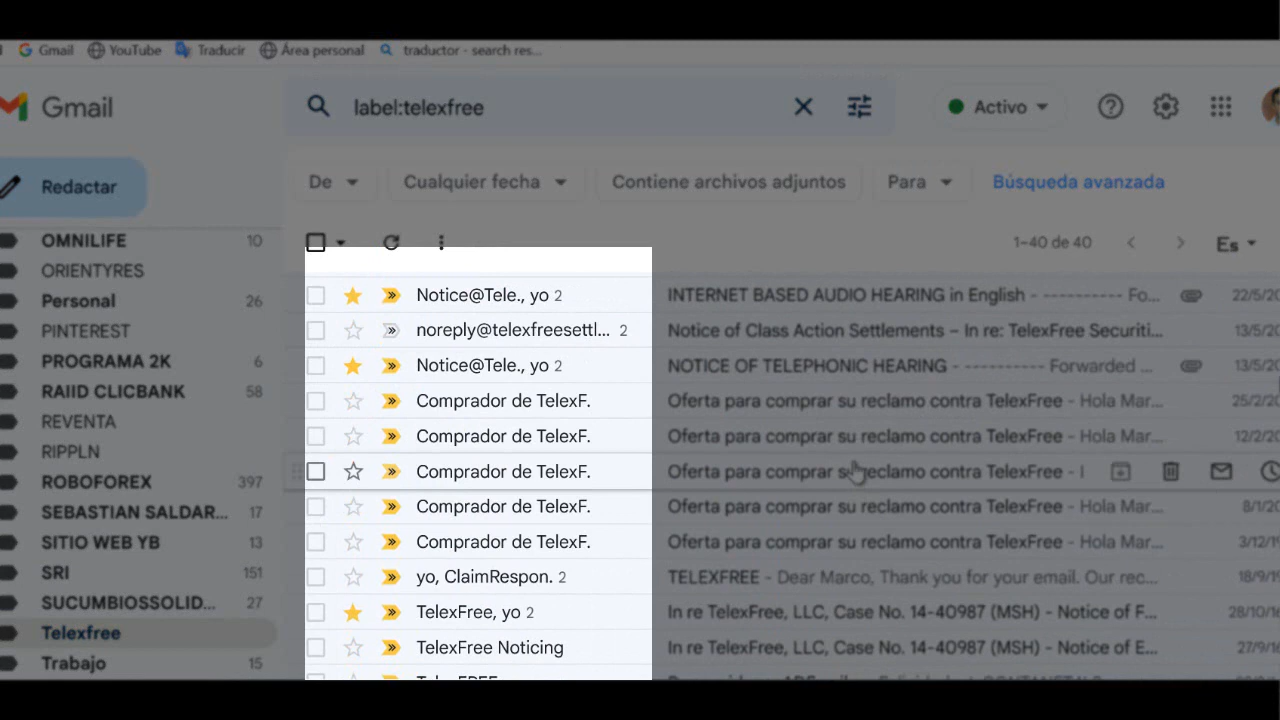 Gmail YouTube Traducir Área personal traductor - search res...
Gmail
label:telexfree
Activo
Redactar
De Cualquier fecha Contiene archivos adjuntos Para Búsqueda avanzada
1–40 de 40 Es
OMNILIFE 10
ORIENTYRES
Personal 26
PINTEREST
PROGRAMA 2K 6
RAIID CLICBANK 58
REVENTA
RIPPLN
ROBOFOREX 397
SEBASTIAN SALDAR... 17
SITIO WEB YB 13
SRI 151
SUCUMBIOSSOLID... 27
Telexfree
Trabajo 15
Notice@Tele., yo 2 INTERNET BASED AUDIO HEARING in English - ---------- Fo... 22/5/20
noreply@telexfreesettl... 2 Notice of Class Action Settlements – In re: TelexFree Securiti... 13/5/20
Notice@Tele., yo 2 NOTICE OF TELEPHONIC HEARING - ---------- Forwarded ... 13/5/20
Comprador de TelexF. Oferta para comprar su reclamo contra TelexFree - Hola Mar... 25/2/20
Comprador de TelexF. Oferta para comprar su reclamo contra TelexFree - Hola Mar... 12/2/20
Comprador de TelexF. Oferta para comprar su reclamo contra TelexFree -
Comprador de TelexF. Oferta para comprar su reclamo contra TelexFree - Hola Mar... 8/1/20
Comprador de TelexF. Oferta para comprar su reclamo contra TelexFree - Hola Mar... 3/12/1
yo, ClaimRespon. 2 TELEXFREE - Dear Marco, Thank you for your email. Our rec... 18/9/1
TelexFree, yo 2 In re TelexFree, LLC, Case No. 14-40987 (MSH) - Notice of F... 28/10/1
TelexFree Noticing In re TelexFree, LLC, Case No. 14-40987 (MSH) - Notice of E... 27/9/1